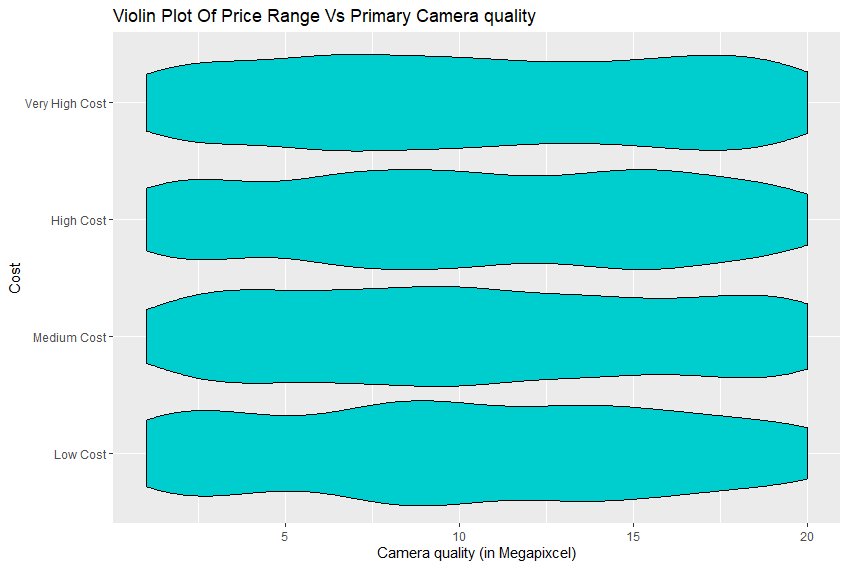 Violin Plot Of Price Range Vs Primary Camera quality
Very High Cost
High Cost
Medium Cost
Low Cost
Cost
5 10 15 20
Camera quality (in Megapixcel)